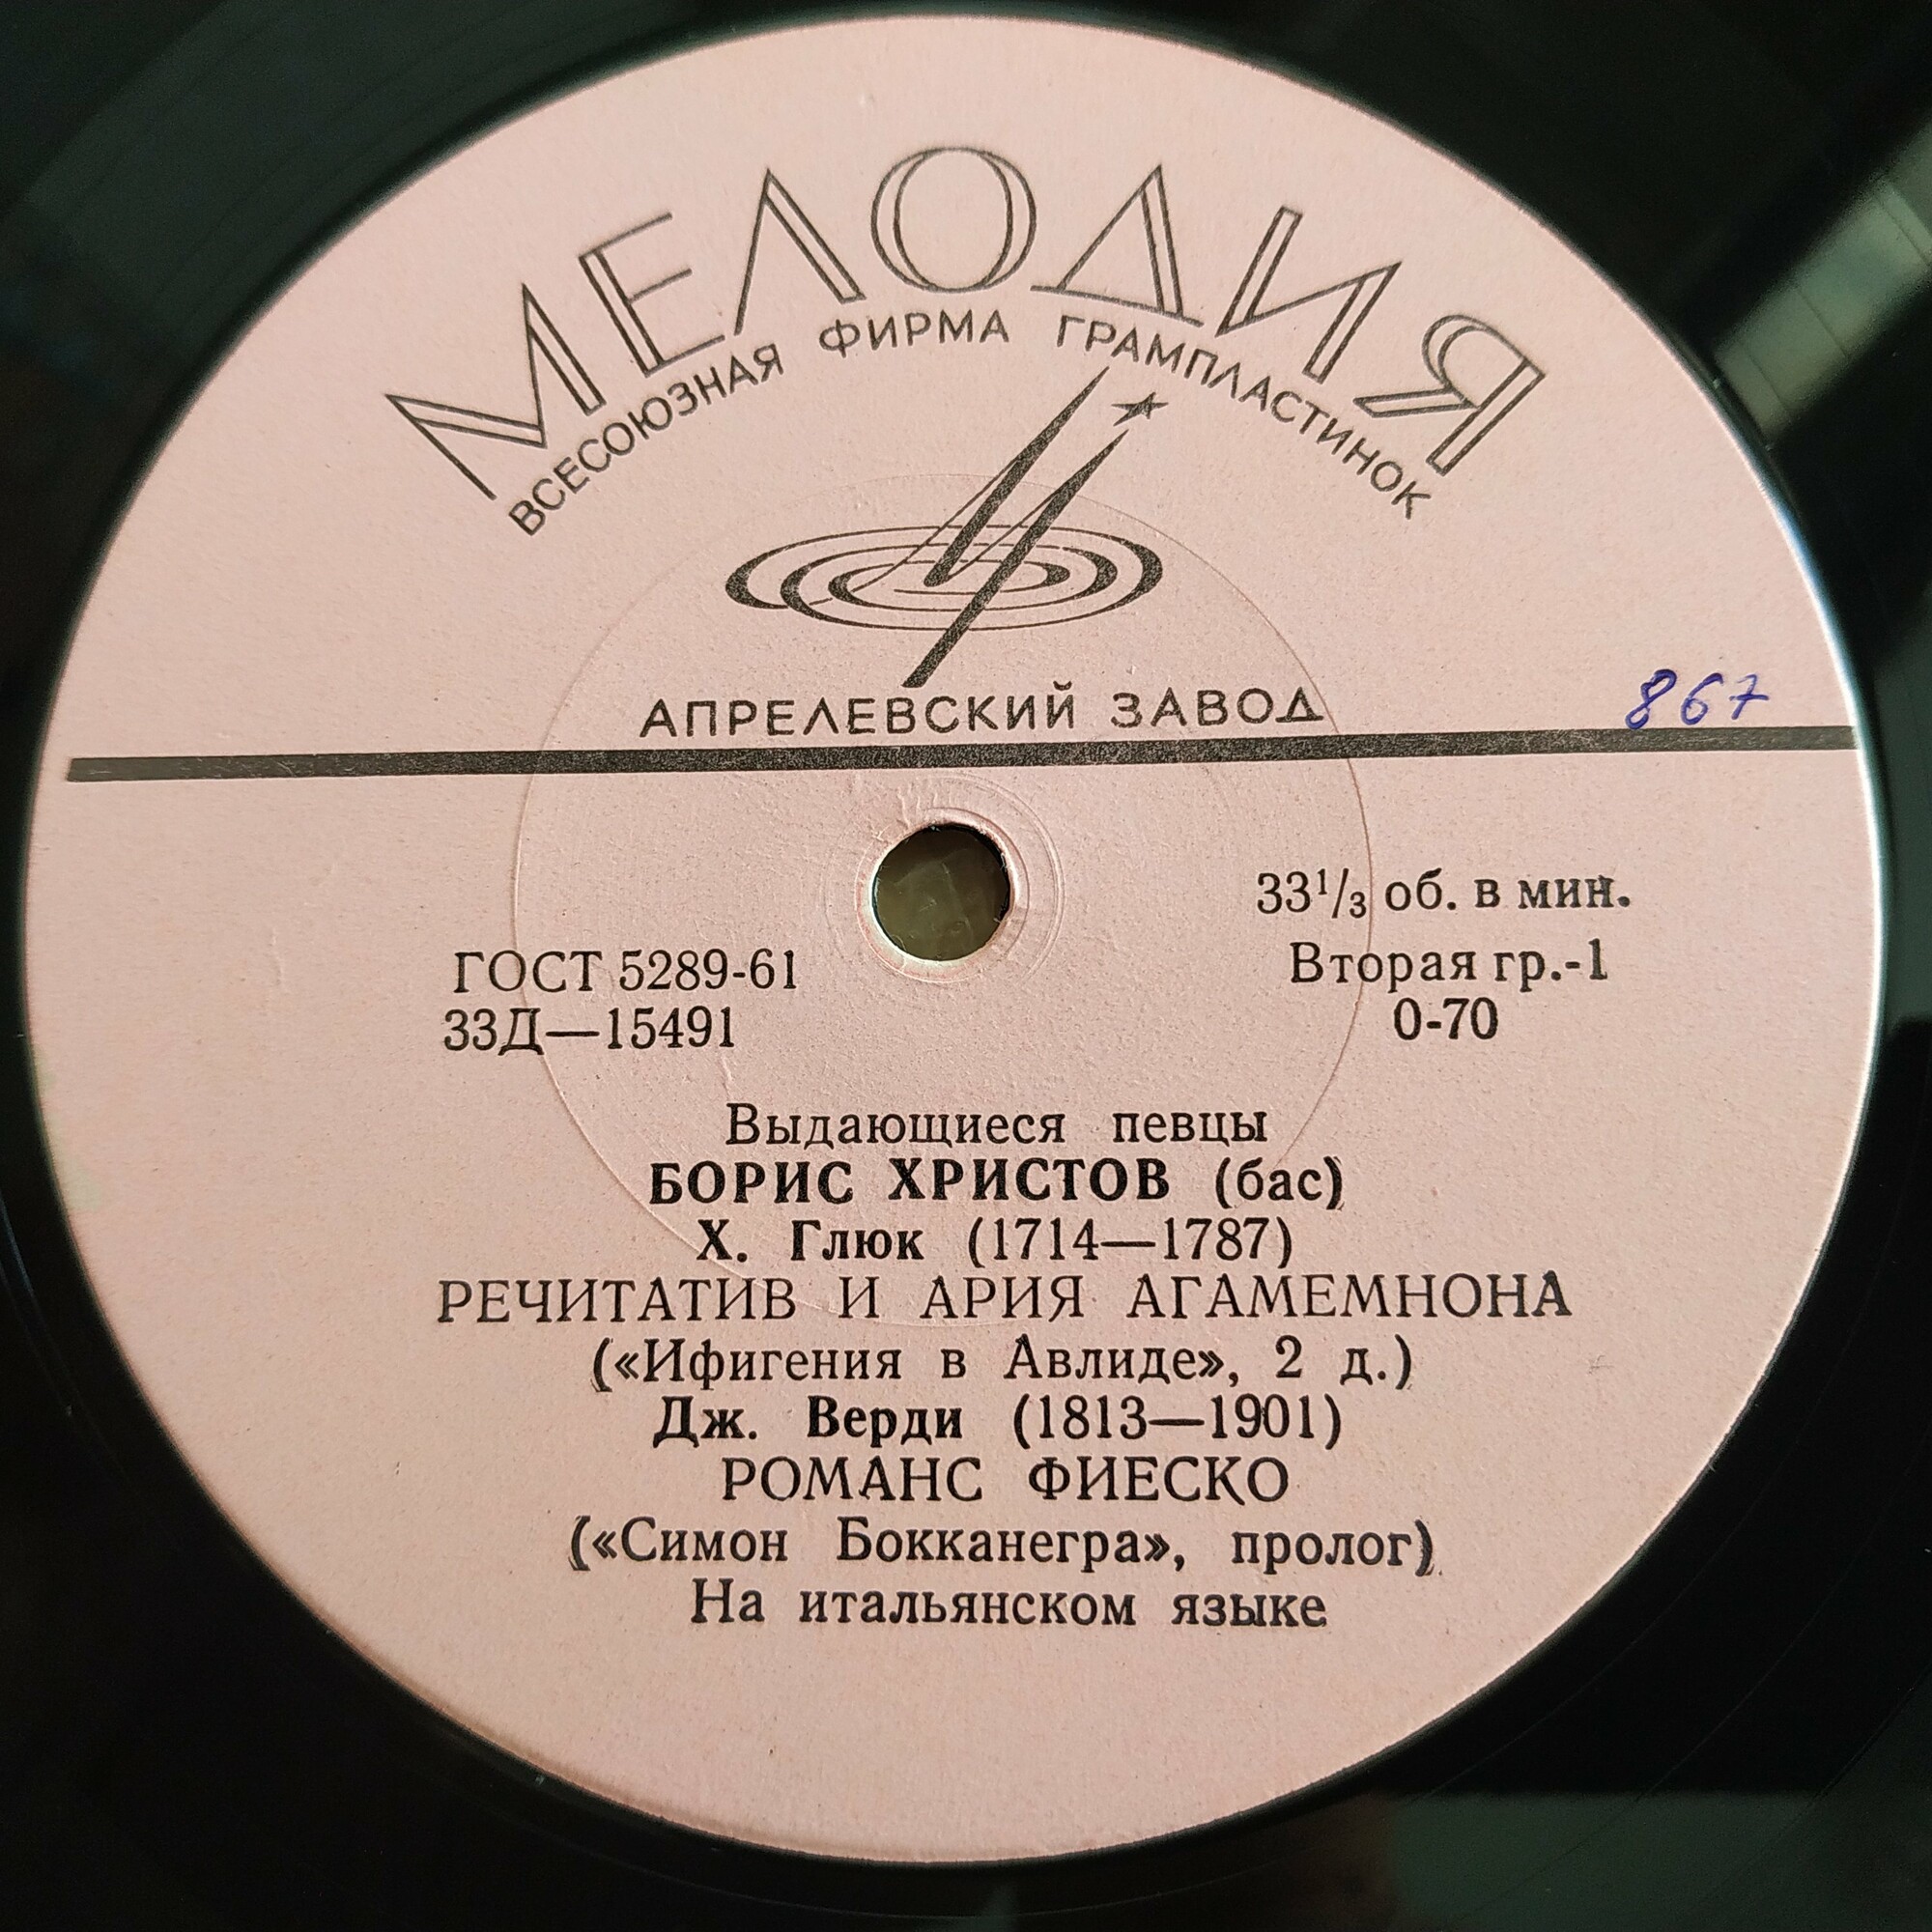 МЕЛОДИЯ
ВСЕСОЮЗНАЯ ФИРМА ГРАМПЛАСТИНОК
АПРЕЛЕВСКИЙ ЗАВОД
867
33⅓ об. в мин.
ГОСТ 5289-61
Вторая гр.-1
33Д—15491
0-70
Выдающиеся певцы
БОРИС ХРИСТОВ (бас)
Х. Глюк (1714—1787)
РЕЧИТАТИВ И АРИЯ АГАМЕМНОНА
(«Ифигения в Авлиде», 2 д.)
Дж. Верди (1813—1901)
РОМАНС ФИЕСКО
(«Симон Бокканегра», пролог)
На итальянском языке